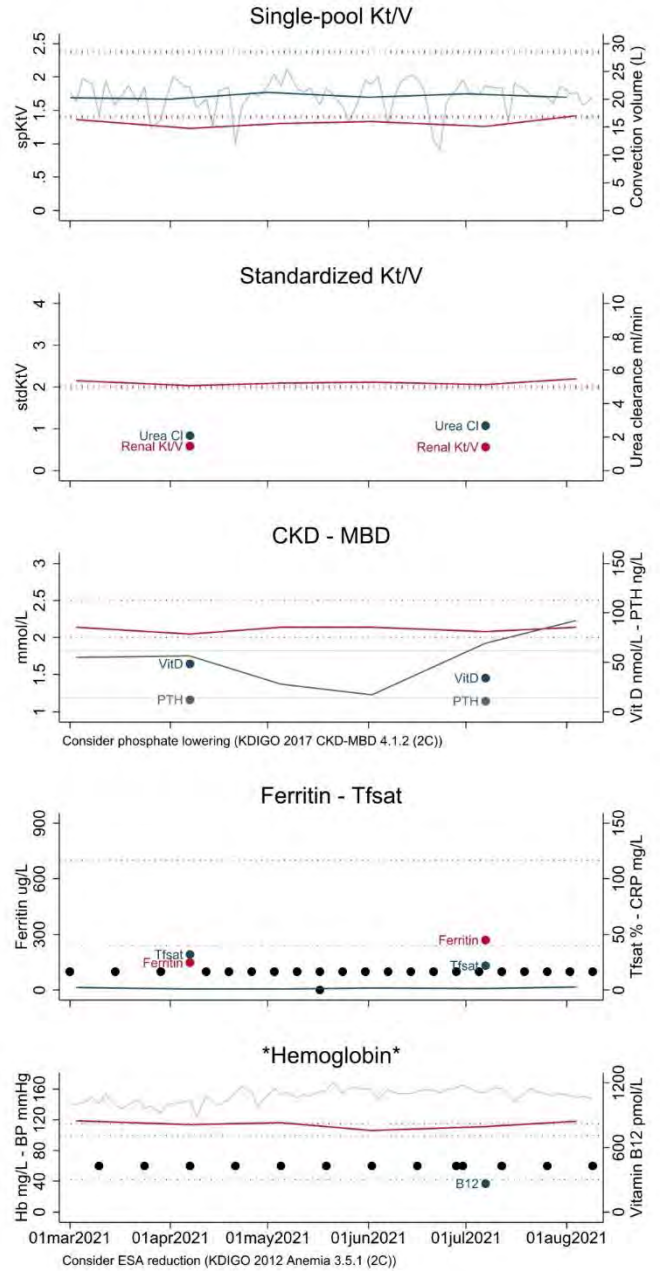 Single-pool Kt/V
spKtV
0 .5 1 1.5 2 2.5
0 5 10 15 20 25 30
Convection volume (L)
Standardized Kt/V
stdKtV
0 1 2 3 4
Urea Cl
Renal Kt/V
Urea Cl
Renal Kt/V
0 2 4 6 8 10
Urea clearance ml/min
CKD - MBD
mmol/L
1 1.5 2 2.5 3
VitD
PTH
VitD
PTH
0 50 100 150
Vit D nmol/L - PTH ng/L
Consider phosphate lowering (KDIGO 2017 CKD-MBD 4.1.2 (2C))
Ferritin - Tfsat
Ferritin ug/L
0 300 600 900
Tfsat
Ferritin
Ferritin
Tfsat
0 50 100 150
Tfsat % - CRP mg/L
*Hemoglobin*
Hb mg/L - BP mmHg
0 40 80 120 160
B12
0 600 1200
Vitamin B12 pmol/L
01mar2021 01apr2021 01may2021 01jun2021 01jul2021 01aug2021
Consider ESA reduction (KDIGO 2012 Anemia 3.5.1 (2C))